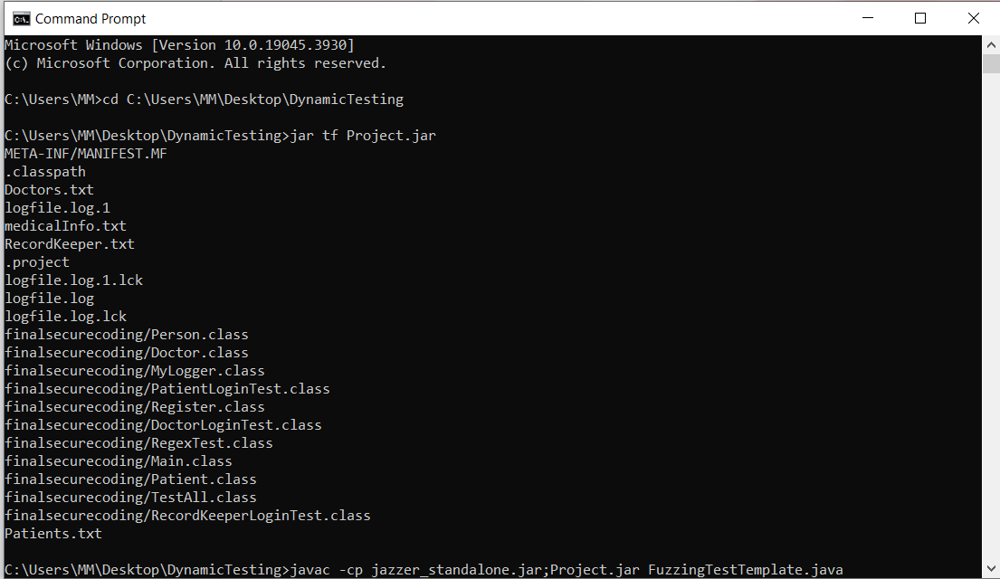 Command Prompt
Microsoft Windows [Version 10.0.19045.3930]
(c) Microsoft Corporation. All rights reserved.
C:\Users\MM>cd C:\Users\MM\Desktop\DynamicTesting
C:\Users\MM\Desktop\DynamicTesting>jar tf Project.jar
META-INF/MANIFEST.MF
.classpath
Doctors.txt
logfile.log.1
medicalInfo.txt
RecordKeeper.txt
.project
logfile.log.1.lck
logfile.log
logfile.log.lck
finalsecurecoding/Person.class
finalsecurecoding/Doctor.class
finalsecurecoding/MyLogger.class
finalsecurecoding/PatientLoginTest.class
finalsecurecoding/Register.class
finalsecurecoding/DoctorLoginTest.class
finalsecurecoding/RegexTest.class
finalsecurecoding/Main.class
finalsecurecoding/Patient.class
finalsecurecoding/TestAll.class
finalsecurecoding/RecordKeeperLoginTest.class
Patients.txt
C:\Users\MM\Desktop\DynamicTesting>javac -cp jazzer_standalone.jar;Project.jar FuzzingTestTemplate.java